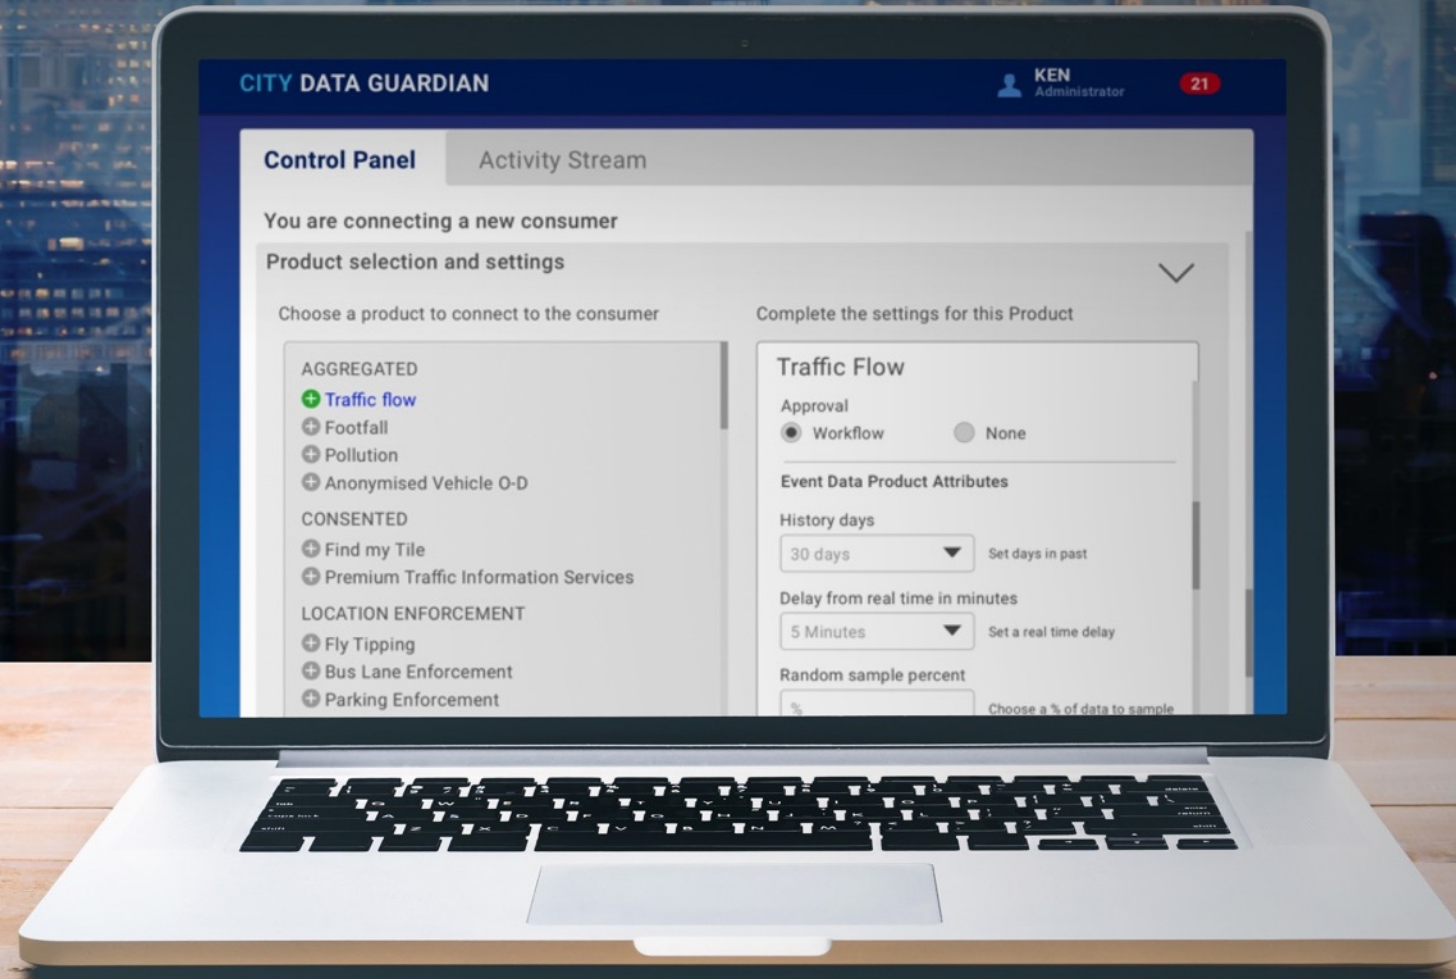 CITY DATA GUARDIAN
KEN
Administrator
21
Control Panel
Activity Stream
You are connecting a new consumer
Product selection and settings
Choose a product to connect to the consumer
AGGREGATED
Traffic flow
Footfall
Pollution
Anonymised Vehicle O-D
CONSENTED
Find my Tile
Premium Traffic Information Services
LOCATION ENFORCEMENT
Fly Tipping
Bus Lane Enforcement
Parking Enforcement
Complete the settings for this Product
Traffic Flow
Approval
Workflow
None
Event Data Product Attributes
History days
30 days
Set days in past
Delay from real time in minutes
5 Minutes
Set a real time delay
Random sample percent
%
Choose a % of data to sample